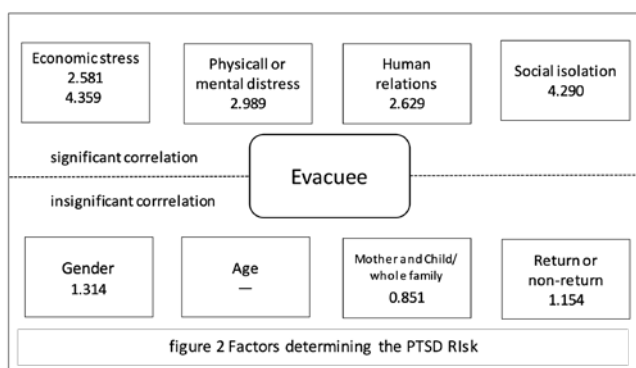 Economic stress
2.581
4.359
Physicall or
mental distress
2.989
Human
relations
2.629
Social isolation
4.290
significant correlation
Evacuee
insignificant corrrelation
Gender
1.314
Age
—
Mother and Child/
whole family
0.851
Return or
non-return
1.154
figure 2 Factors determining the PTSD RIsk